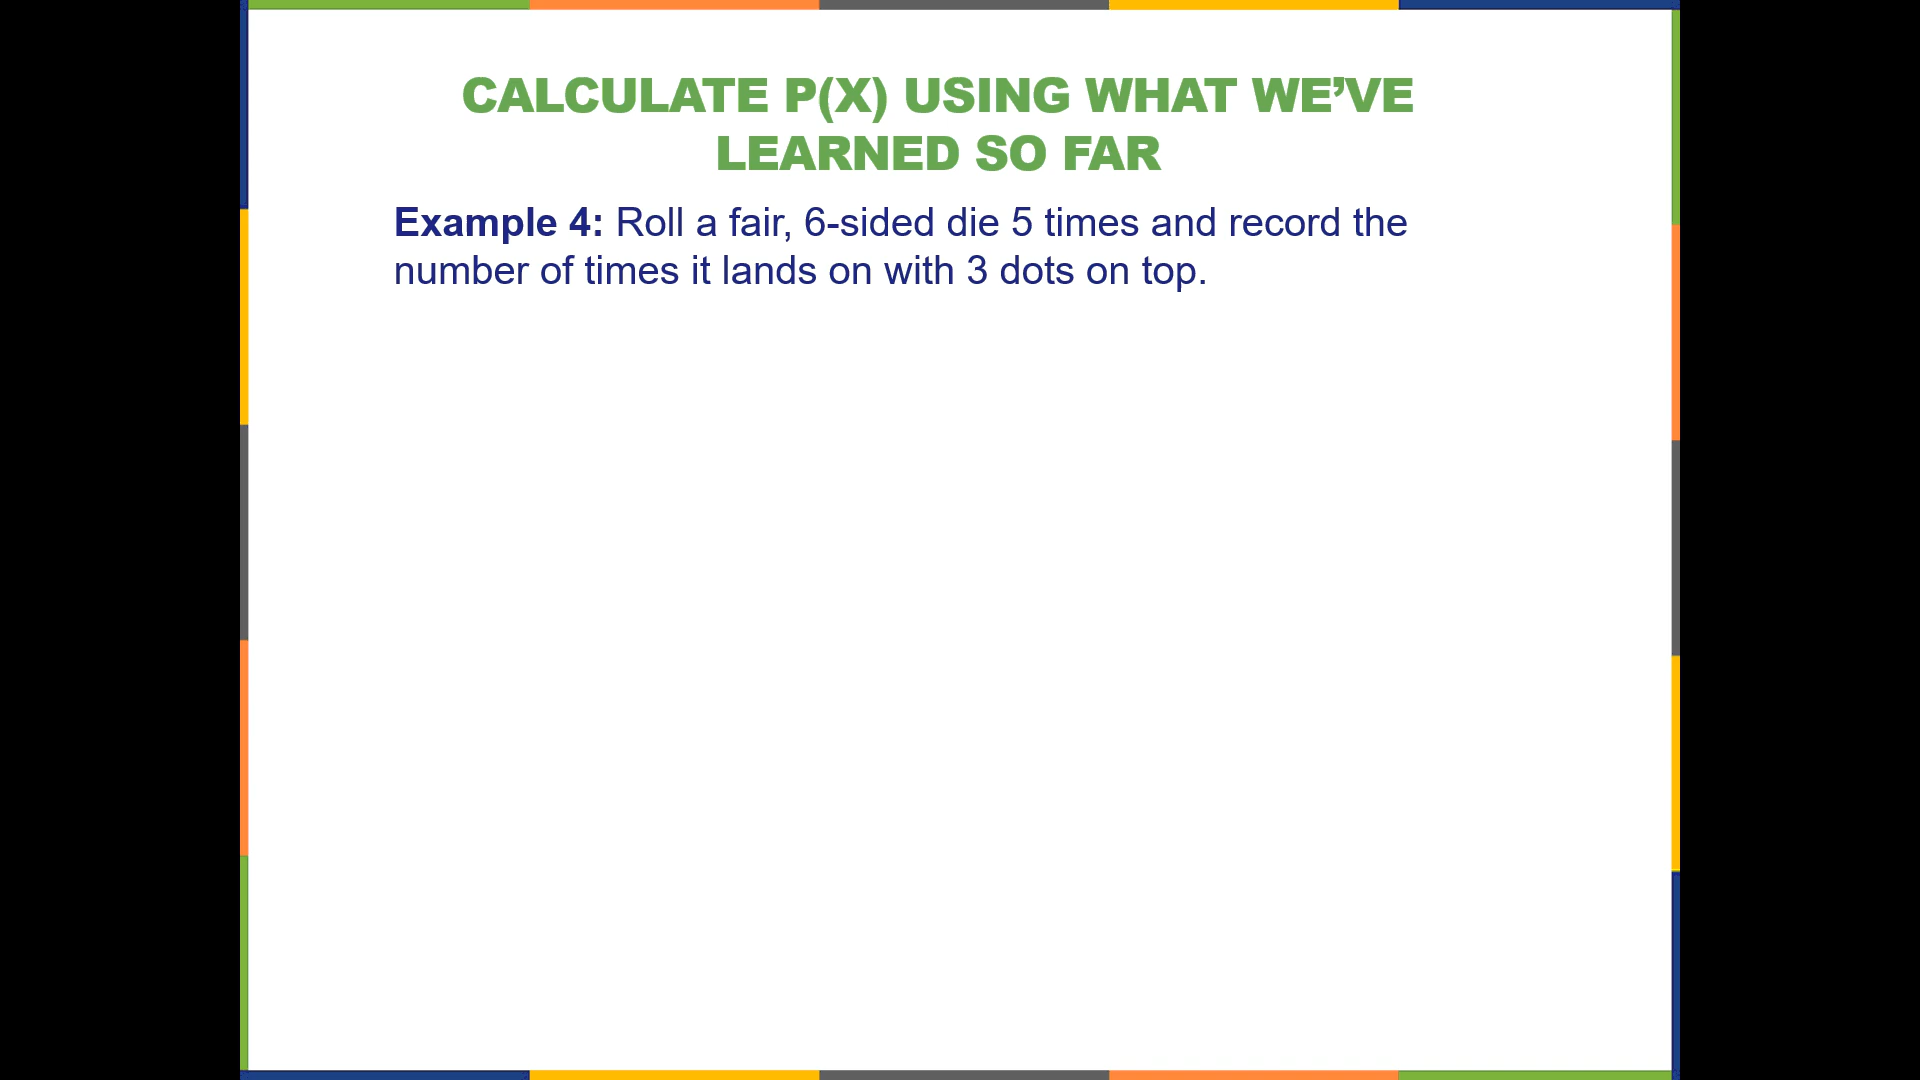 CALCULATE P(X) USING WHAT WE’VE
LEARNED SO FAR
Example 4: Roll a fair, 6-sided die 5 times and record the
number of times it lands on with 3 dots on top.